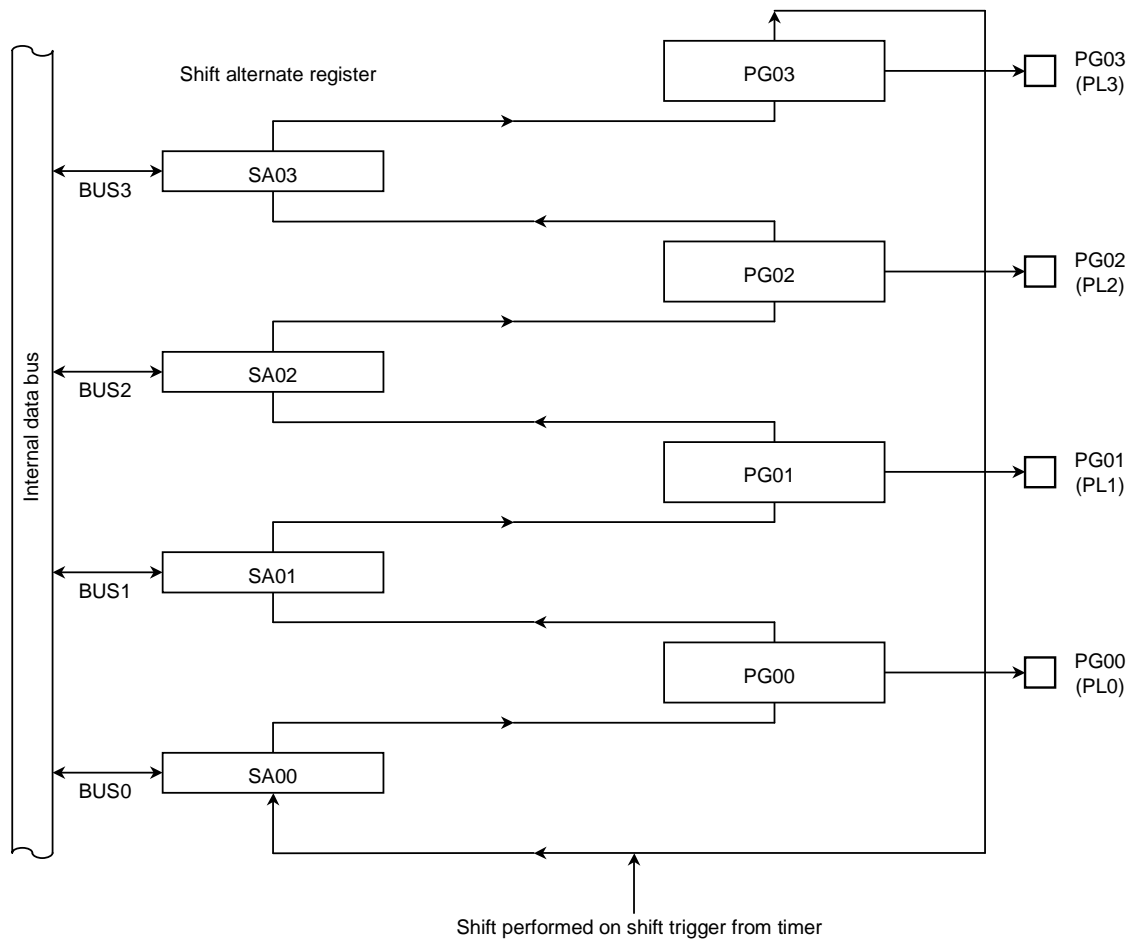 PG03
PG03
(PL3)
Shift alternate register
SA03
BUS3
PG02
PG02
(PL2)
SA02
BUS2
Internal data bus
PG01
PG01
(PL1)
SA01
BUS1
PG00
PG00
(PL0)
SA00
BUS0
Shift performed on shift trigger from timer